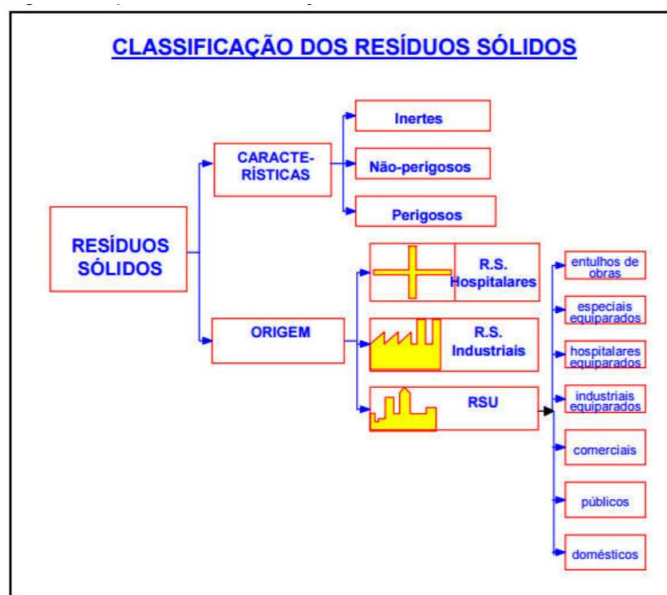 CLASSIFICAÇÃO DOS RESÍDUOS SÓLIDOS
RESÍDUOS
SÓLIDOS
CARACTE-
RÍSTICAS
Inertes
Não-perigosos
Perigosos
ORIGEM
R.S.
Hospitalares
R.S.
Industriais
RSU
entulhos de
obras
especiais
equiparados
hospitalares
equiparados
industriais
equiparados
comerciais
públicos
domésticos